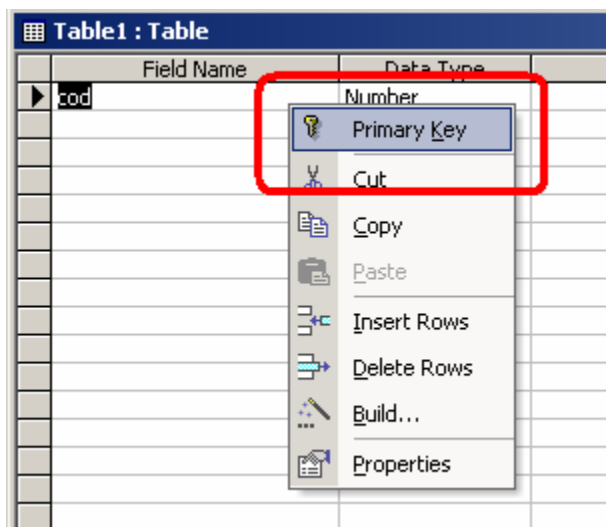 Table1 : Table
Field Name Data Type
cod Number
Primary Key
Cut
Copy
Paste
Insert Rows
Delete Rows
Build...
Properties